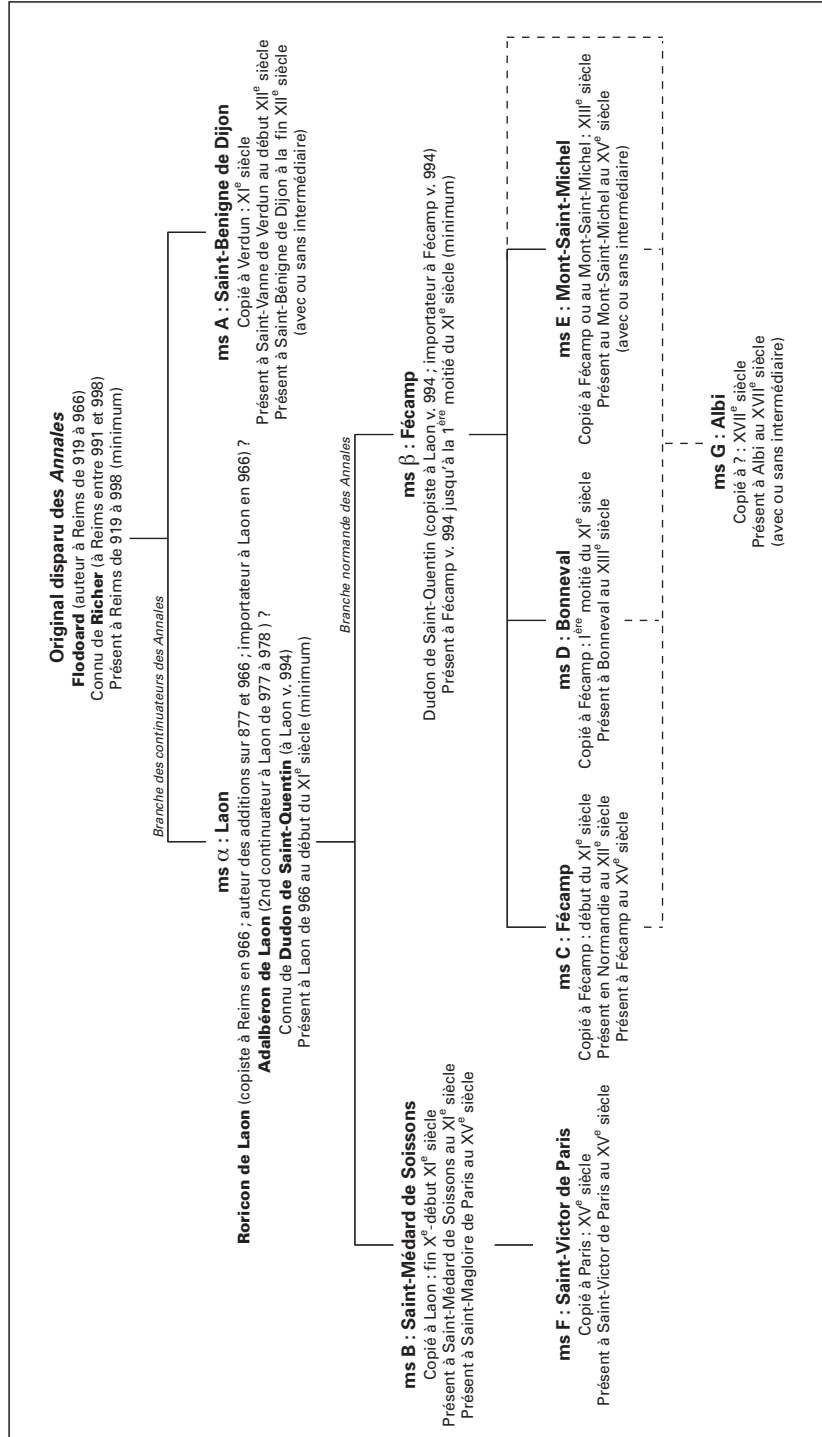 Original disparu des Annales
Flodoard (auteur à Reims de 919 à 966)
Connu de Richer (à Reims entre 991 et 998)
Présent à Reims de 919 à 998 (minimum)
Branche des continuateurs des Annales
ms α : Laon
Roricon de Laon (copiste à Reims en 966 ; auteur des additions sur 877 et 966 ; importateur à Laon en 966) ?
Adalbéron de Laon (2nd continuateur à Laon de 977 à 978 ) ?
Connu de Dudon de Saint-Quentin (à Laon v. 994)
Présent à Laon de 966 au début du XIe siècle (minimum)
ms A : Saint-Benigne de Dijon
Copié à Verdun : XIe siècle
Présent à Saint-Vanne de Verdun au début XIIe siècle
Présent à Saint-Bénigne de Dijon à la fin XIIe siècle
(avec ou sans intermédiaire)
Branche normande des Annales
ms B : Saint-Médard de Soissons
Copié à Laon : fin Xe-début XIe siècle
Présent à Saint-Médard de Soissons au XIe siècle
Présent à Saint-Magloire de Paris au XVe siècle
ms β : Fécamp
Dudon de Saint-Quentin (copiste à Laon v. 994 ; importateur à Fécamp v. 994)
Présent à Fécamp v. 994 jusqu'à la 1ère moitié du XIe siècle (minimum)
ms F : Saint-Victor de Paris
Copié à Paris : XVe siècle
Présent à Saint-Victor de Paris au XVe siècle
ms C : Fécamp
Copié à Fécamp : début du XIe siècle
Présent en Normandie au XIIe siècle
Présent à Fécamp au XVe siècle
ms D : Bonneval
Copié à Fécamp : Ière moitié du XIe siècle
Présent à Bonneval au XIIIe siècle
ms E : Mont-Saint-Michel
Copié à Fécamp ou au Mont-Saint-Michel : XIIIe siècle
Présent au Mont-Saint-Michel au XVe siècle
(avec ou sans intermédiaire)
ms G : Albi
Copié à ? : XVIIe siècle
Présent à Albi au XVIIe siècle
(avec ou sans intermédiaire)